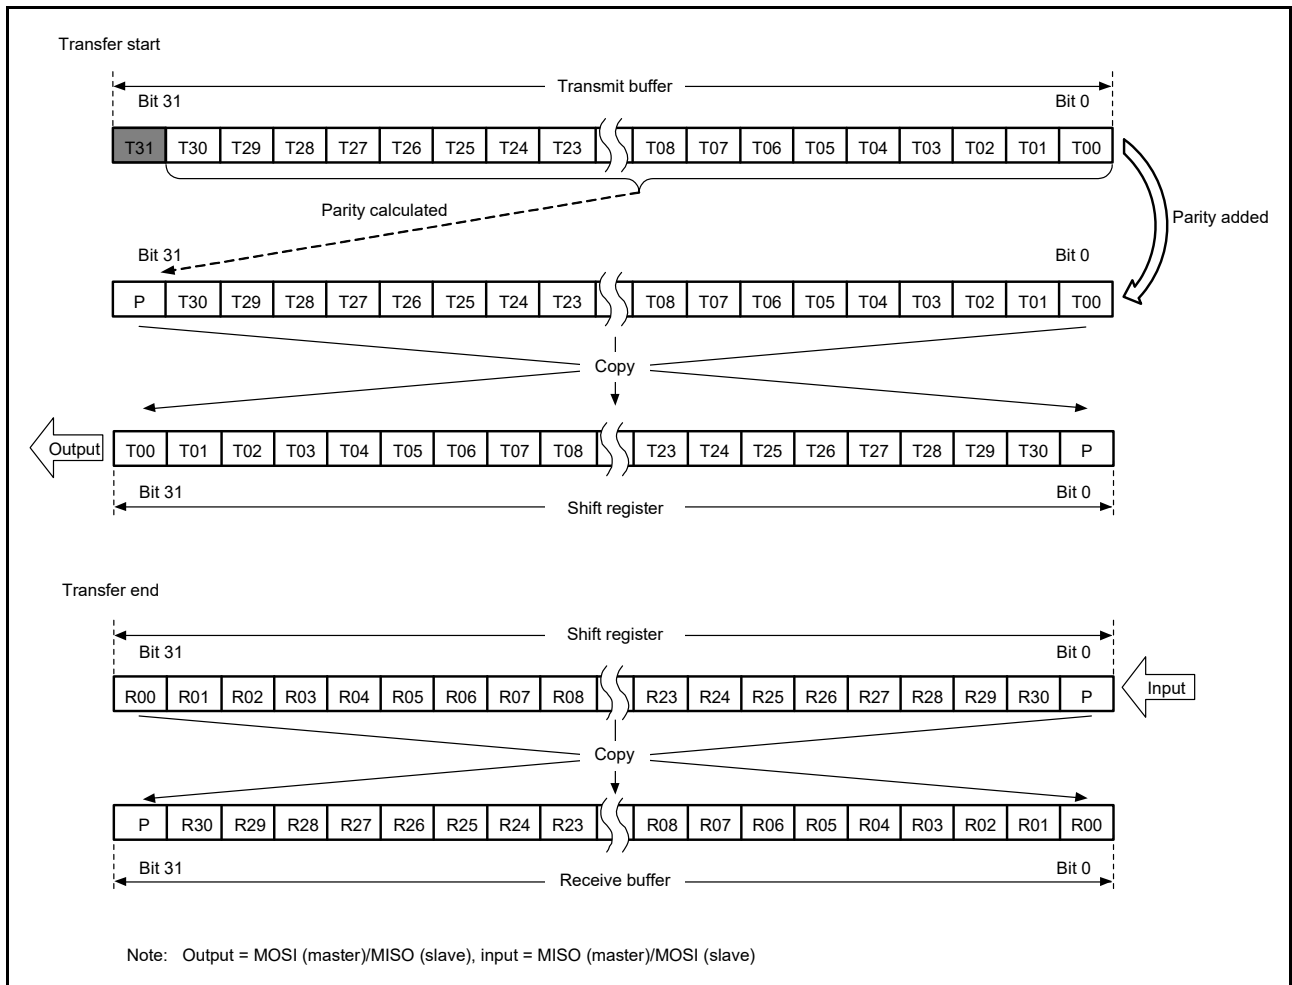 Transfer start
Transmit buffer
Bit 31 Bit 0
T31 T30 T29 T28 T27 T26 T25 T24 T23 T08 T07 T06 T05 T04 T03 T02 T01 T00
Parity calculated
Parity added
Bit 31 Bit 0
P T30 T29 T28 T27 T26 T25 T24 T23 T08 T07 T06 T05 T04 T03 T02 T01 T00
Copy
Output T00 T01 T02 T03 T04 T05 T06 T07 T08 T23 T24 T25 T26 T27 T28 T29 T30 P
Bit 31 Bit 0
Shift register
Transfer end
Shift register
Bit 31 Bit 0
R00 R01 R02 R03 R04 R05 R06 R07 R08 R23 R24 R25 R26 R27 R28 R29 R30 P Input
Copy
P R30 R29 R28 R27 R26 R25 R24 R23 R08 R07 R06 R05 R04 R03 R02 R01 R00
Bit 31 Bit 0
Receive buffer
Note: Output = MOSI (master)/MISO (slave), input = MISO (master)/MOSI (slave)